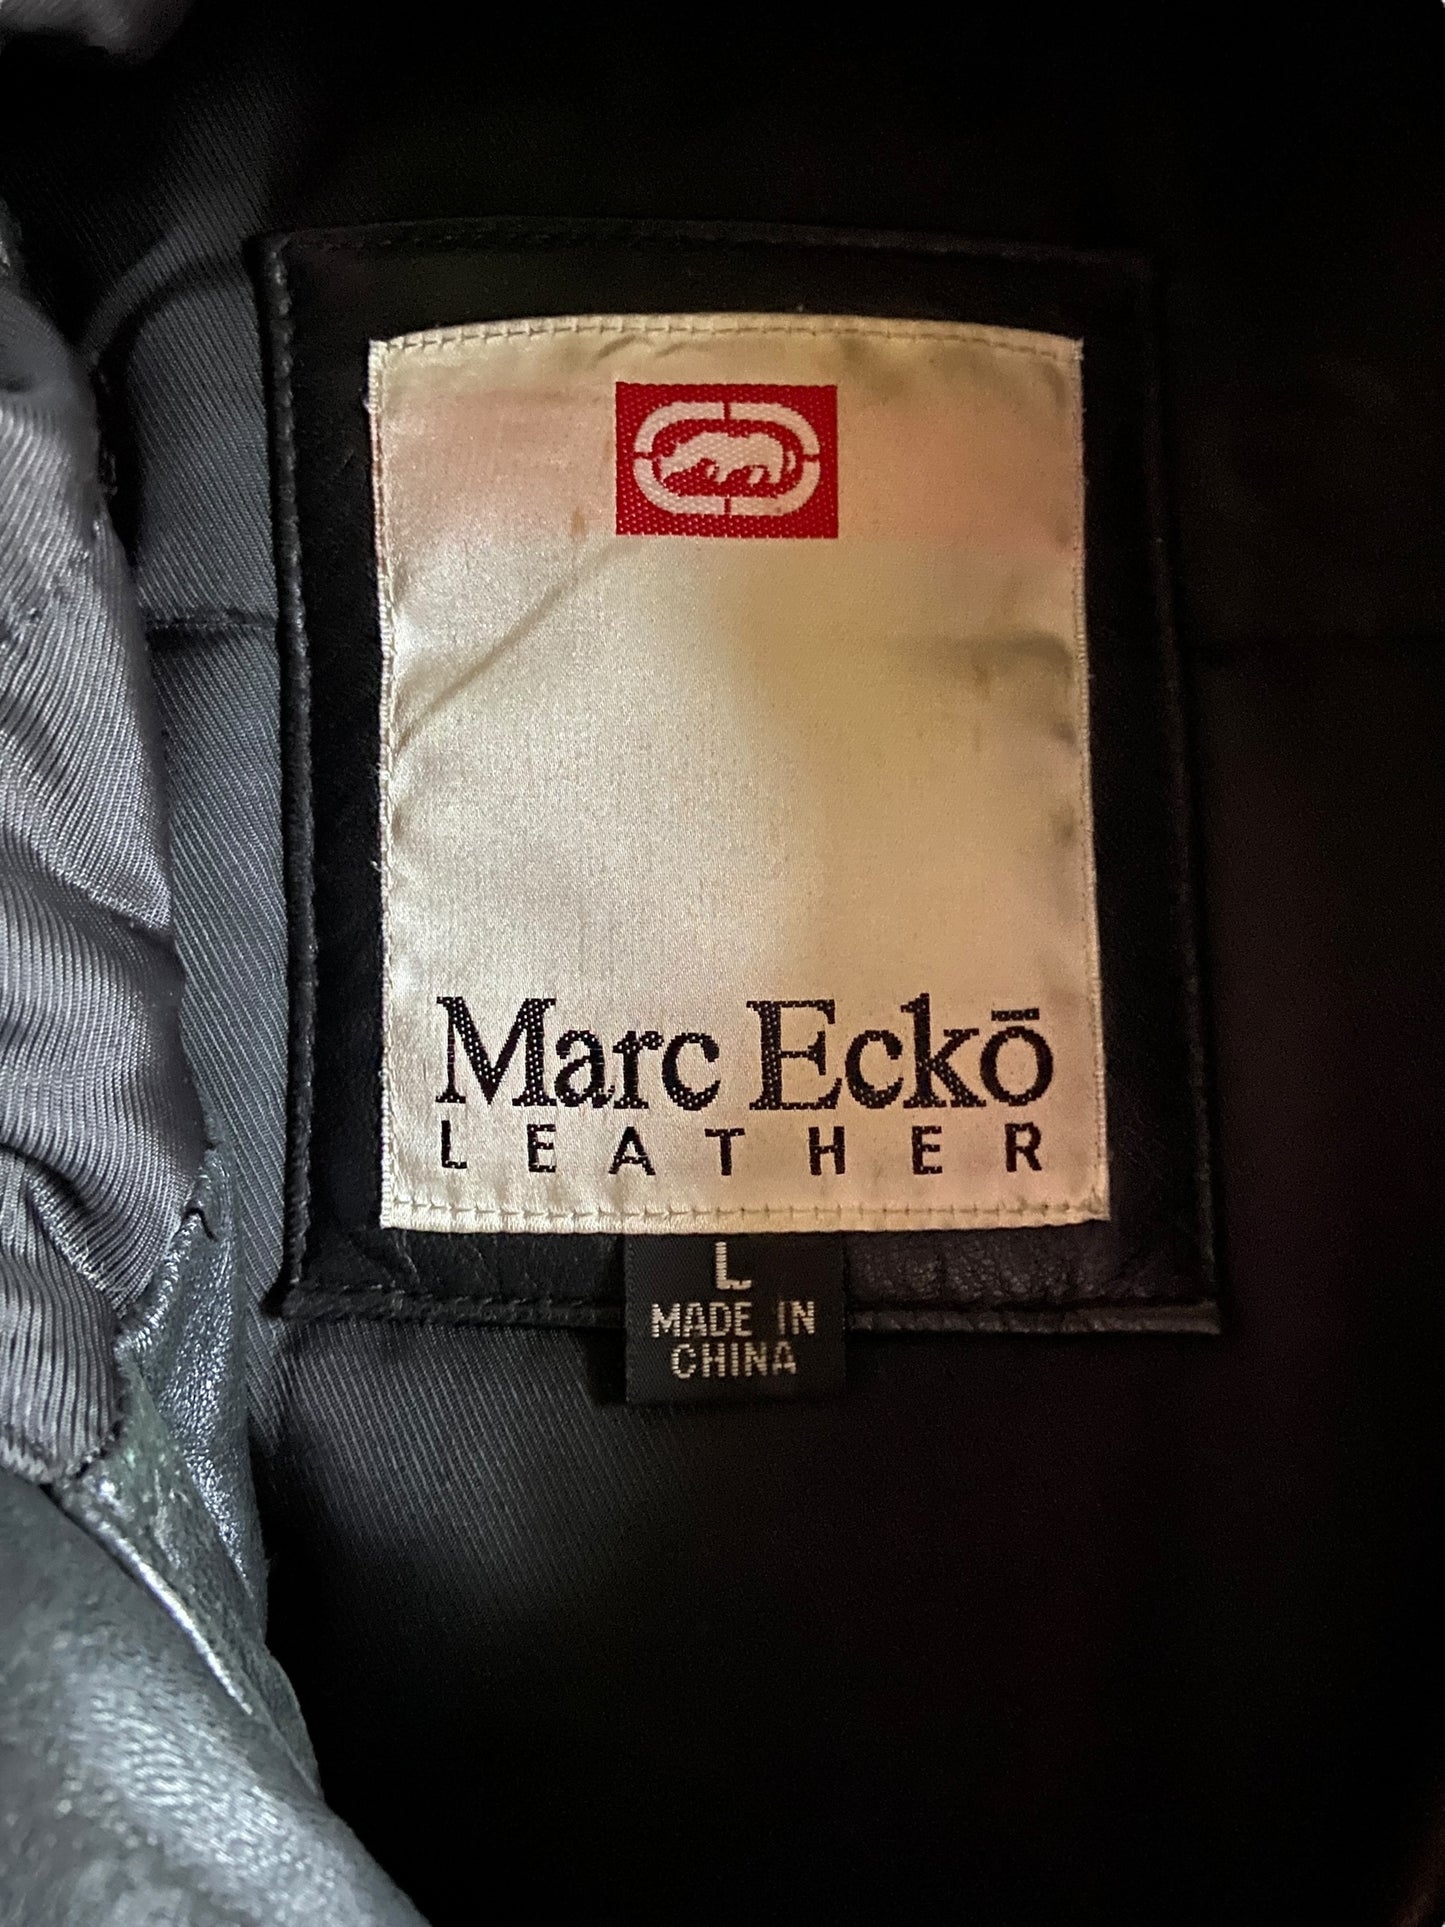 Marc Eckō
LEATHER
L
MADE IN
CHINA